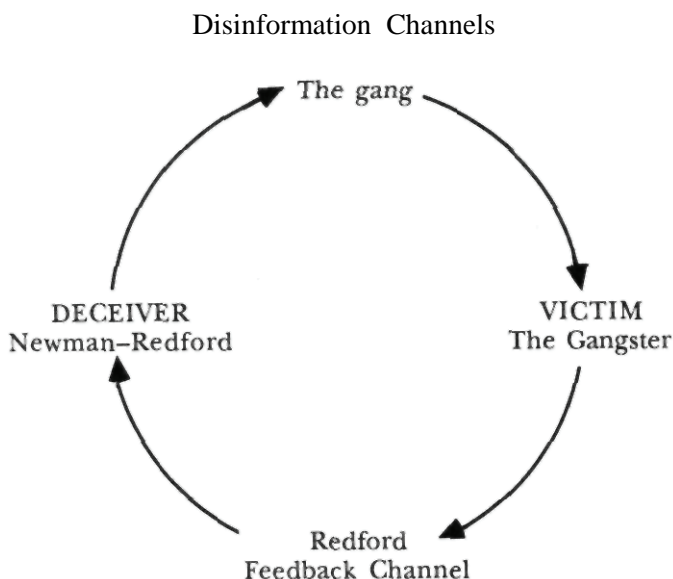 Disinformation Channels
The gang
DECEIVER
Newman–Redford
VICTIM
The Gangster
Redford
Feedback Channel